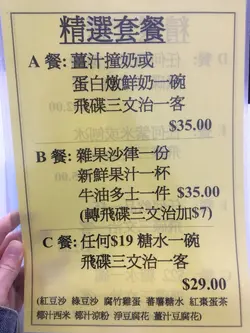 精選套餐
A 餐: 薑汁撞奶或
蛋白燉鮮奶一碗
飛碟三文治一客
$35.00
B 餐: 雜果沙律一份
新鮮果汁一杯
牛油多士一件 $35.00
(轉飛碟三文治加$7)
C 餐: 任何$19 糖水一碗
飛碟三文治一客
$29.00
(紅豆沙 綠豆沙 腐竹雞蛋 蕃薯糖水 紅棗蛋茶
椰汁西米 椰汁涼粉 淨豆腐花 薑汁豆腐花)